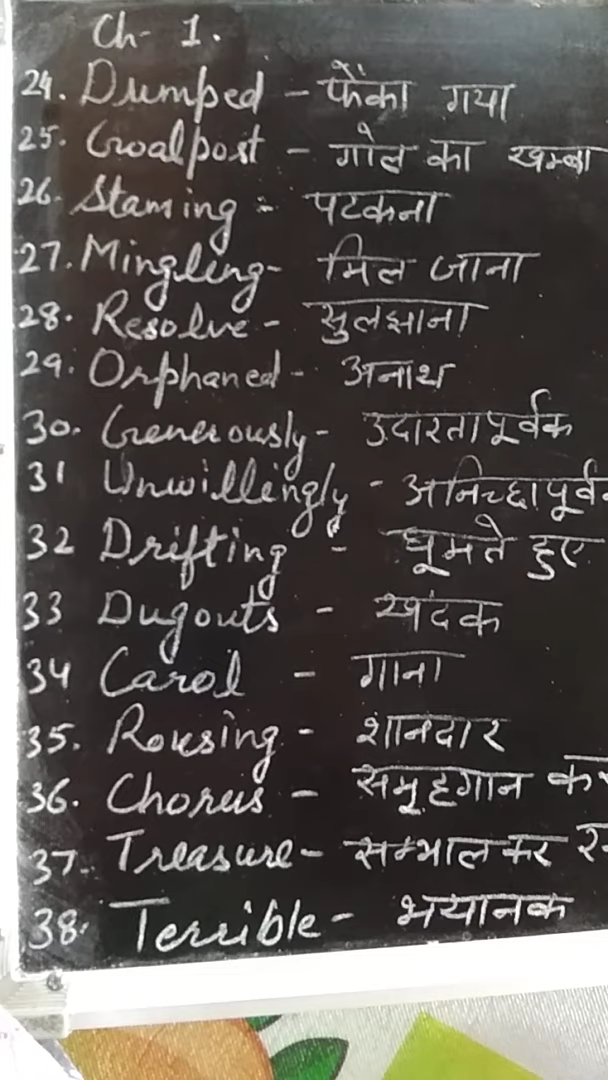 Ch- 1.
24. Dumped - फेंका गया
25. Goalpost - गोल का खम्बा
26. Staming - पटकना
27. Mingling - मिल जाना
28. Resolve - सुलझाना
29. Orphaned - अनाथ
30. Generously - उदारतापूर्वक
31 Unwillingly - अनिच्छापूर्व
32 Drifting - घूमते हुए
33 Dugouts - खंदक
34 Carol - गाना
35. Rousing - शानदार
36. Chorus - समूहगान
37. Treasure - सम्भालकर
38. Terrible - भयानक